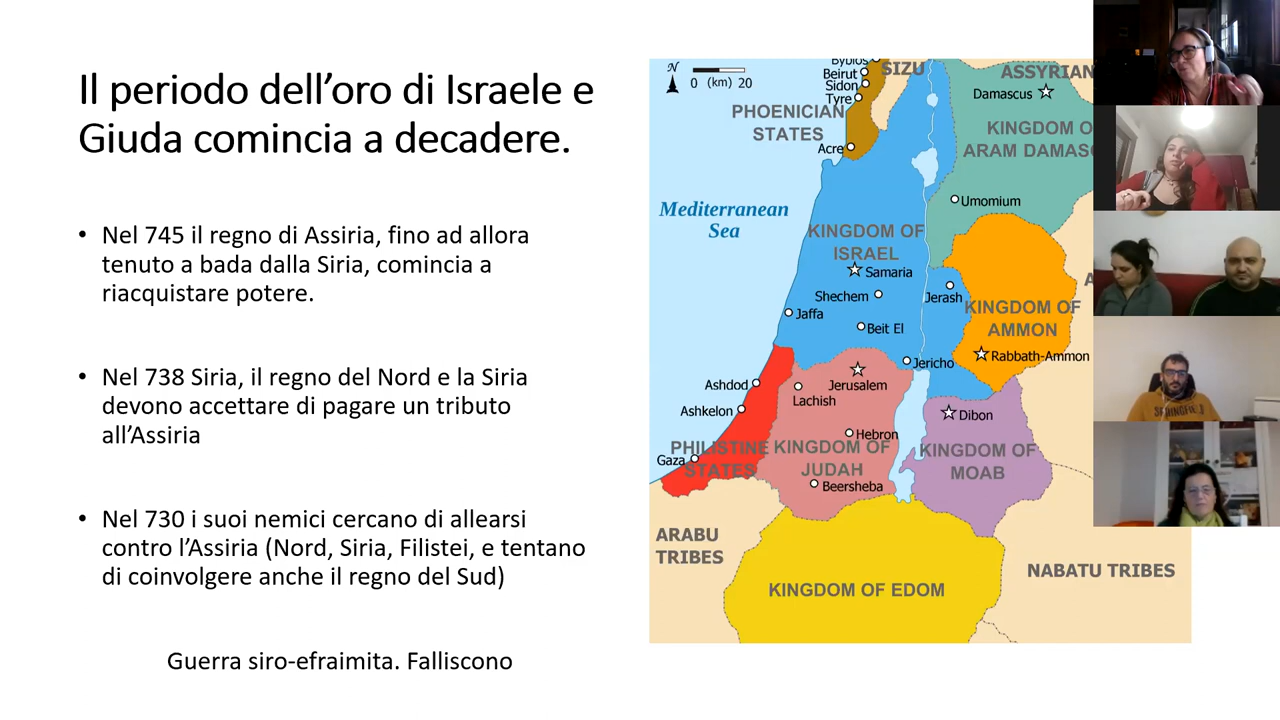 Il periodo dell’oro di Israele e
Giuda comincia a decadere.
• Nel 745 il regno di Assiria, fino ad allora
tenuto a bada dalla Siria, comincia a
riacquistare potere.
• Nel 738 Siria, il regno del Nord e la Siria
devono accettare di pagare un tributo
all’Assiria
• Nel 730 i suoi nemici cercano di allearsi
contro l’Assiria (Nord, Siria, Filistei, e tentano
di coinvolgere anche il regno del Sud)
Guerra siro-efraimita. Falliscono
N
0 (km) 20
Byblos
Beirut
Sidon
Tyre
SIZU
ASSYRIAN
Damascus
PHOENICIAN
STATES
KINGDOM O
ARAM DAMASC
Acre
Umomium
Mediterranean
Sea
KINGDOM OF
ISRAEL
Samaria
Shechem
Jerash
Jaffa
KINGDOM OF
AMMON
Beit El
Jericho
Rabbath-Ammon
Ashdod
Jerusalem
Lachish
Ashkelon
Dibon
Hebron
PHILISTINE
STATES
KINGDOM OF
JUDAH
KINGDOM OF
MOAB
Gaza
Beersheba
ARABU
TRIBES
NABATU TRIBES
KINGDOM OF EDOM